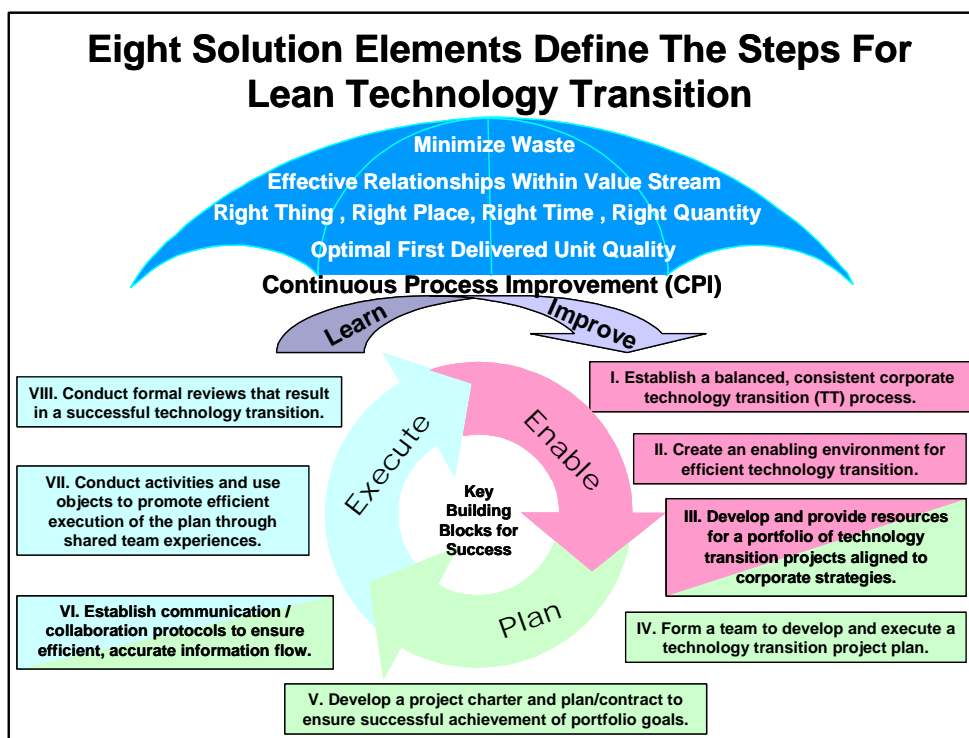 Eight Solution Elements Define The Steps For
Lean Technology Transition
Minimize Waste
Effective Relationships Within Value Stream
Right Thing , Right Place, Right Time , Right Quantity
Optimal First Delivered Unit Quality
Continuous Process Improvement (CPI)
Learn
Improve
I. Establish a balanced, consistent corporate
technology transition (TT) process.
II. Create an enabling environment for
efficient technology transition.
III. Develop and provide resources
for a portfolio of technology
transition projects aligned to
corporate strategies.
IV. Form a team to develop and execute a
technology transition project plan.
V. Develop a project charter and plan/contract to
ensure successful achievement of portfolio goals.
VI. Establish communication /
collaboration protocols to ensure
efficient, accurate information flow.
VII. Conduct activities and use
objects to promote efficient
execution of the plan through
shared team experiences.
VIII. Conduct formal reviews that result
in a successful technology transition.
Enable
Plan
Execute
Key
Building
Blocks for
Success